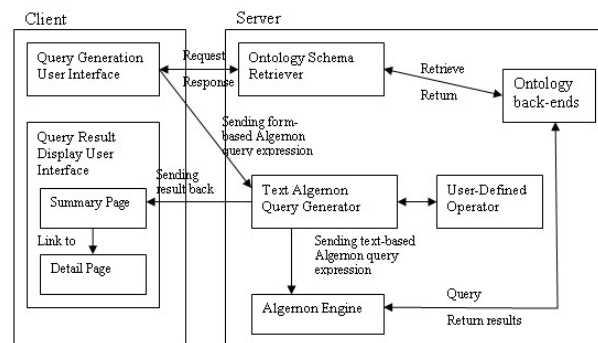 Client
Server
Query Generation
User Interface
Request
Response
Ontology Schema
Retriever
Retrieve
Return
Ontology
back-ends
Query Result
Display User
Interface
Sending form-
based Algernon
query expression
Sending
result back
Summary Page
Link to
Detail Page
Text Algernon
Query Generator
User-Defined
Operator
Sending text-based
Algernon query
expression
Algernon Engine
Query
Return results